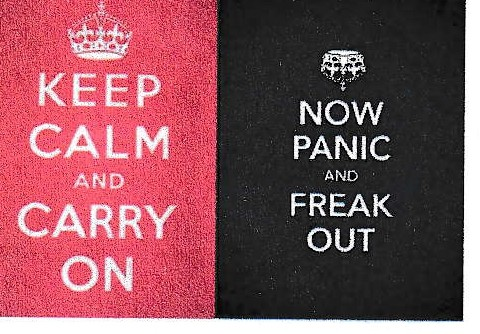 KEEP
CALM
AND
CARRY
ON
NOW
PANIC
AND
FREAK
OUT